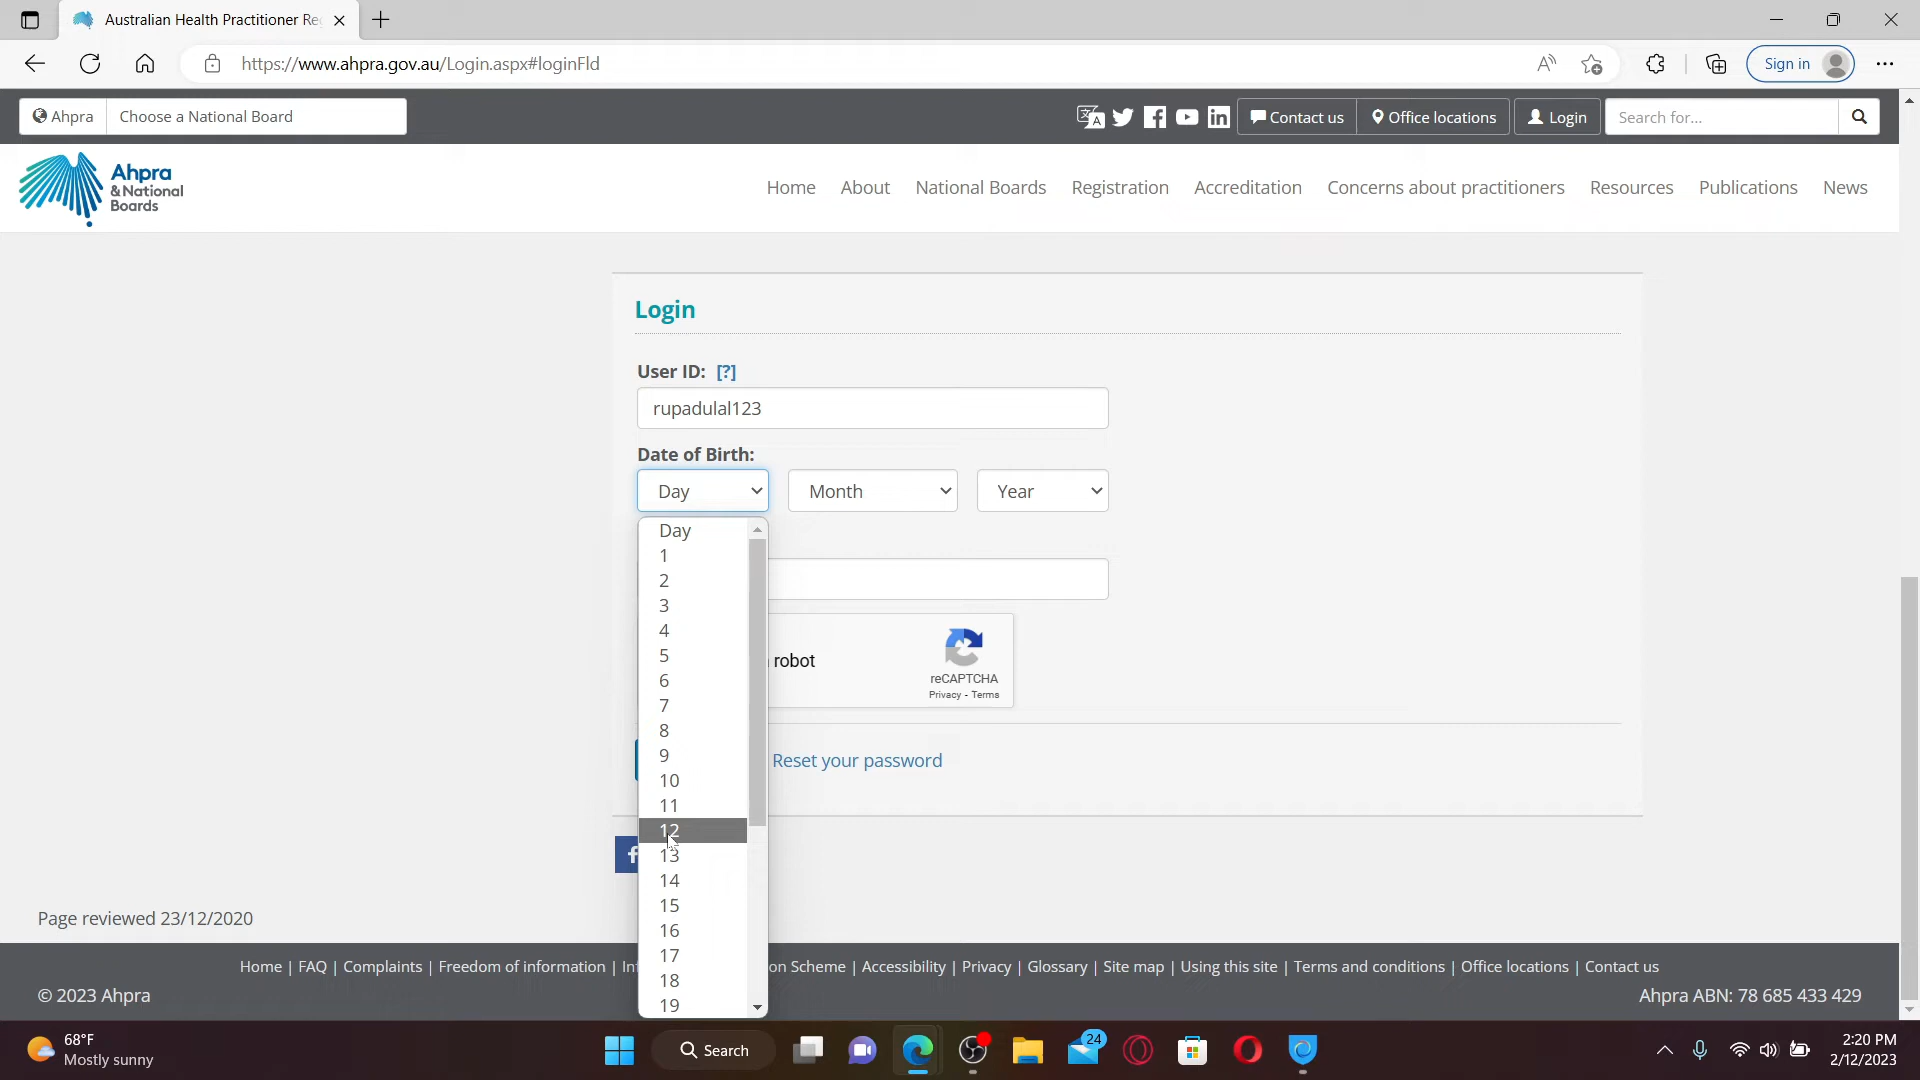 Australian Health Practitioner Re
https://www.ahpra.gov.au/Login.aspx#loginFld
Sign in
Ahpra
Choose a National Board
Contact us
Office locations
Login
Search for...
Ahpra
& National
Boards
Home
About
National Boards
Registration
Accreditation
Concerns about practitioners
Resources
Publications
News
Login
User ID: [?]
rupadulal123
Date of Birth:
Day
Month
Year
Day
1
2
3
4
5
6
7
8
9
10
11
12
13
14
15
16
17
18
19
robot
reCAPTCHA
Privacy - Terms
Reset your password
Page reviewed 23/12/2020
Home | FAQ | Complaints | Freedom of information | In on Scheme | Accessibility | Privacy | Glossary | Site map | Using this site | Terms and conditions | Office locations | Contact us
© 2023 Ahpra
Ahpra ABN: 78 685 433 429
68°F
Mostly sunny
Search
24
2:20 PM
2/12/2023